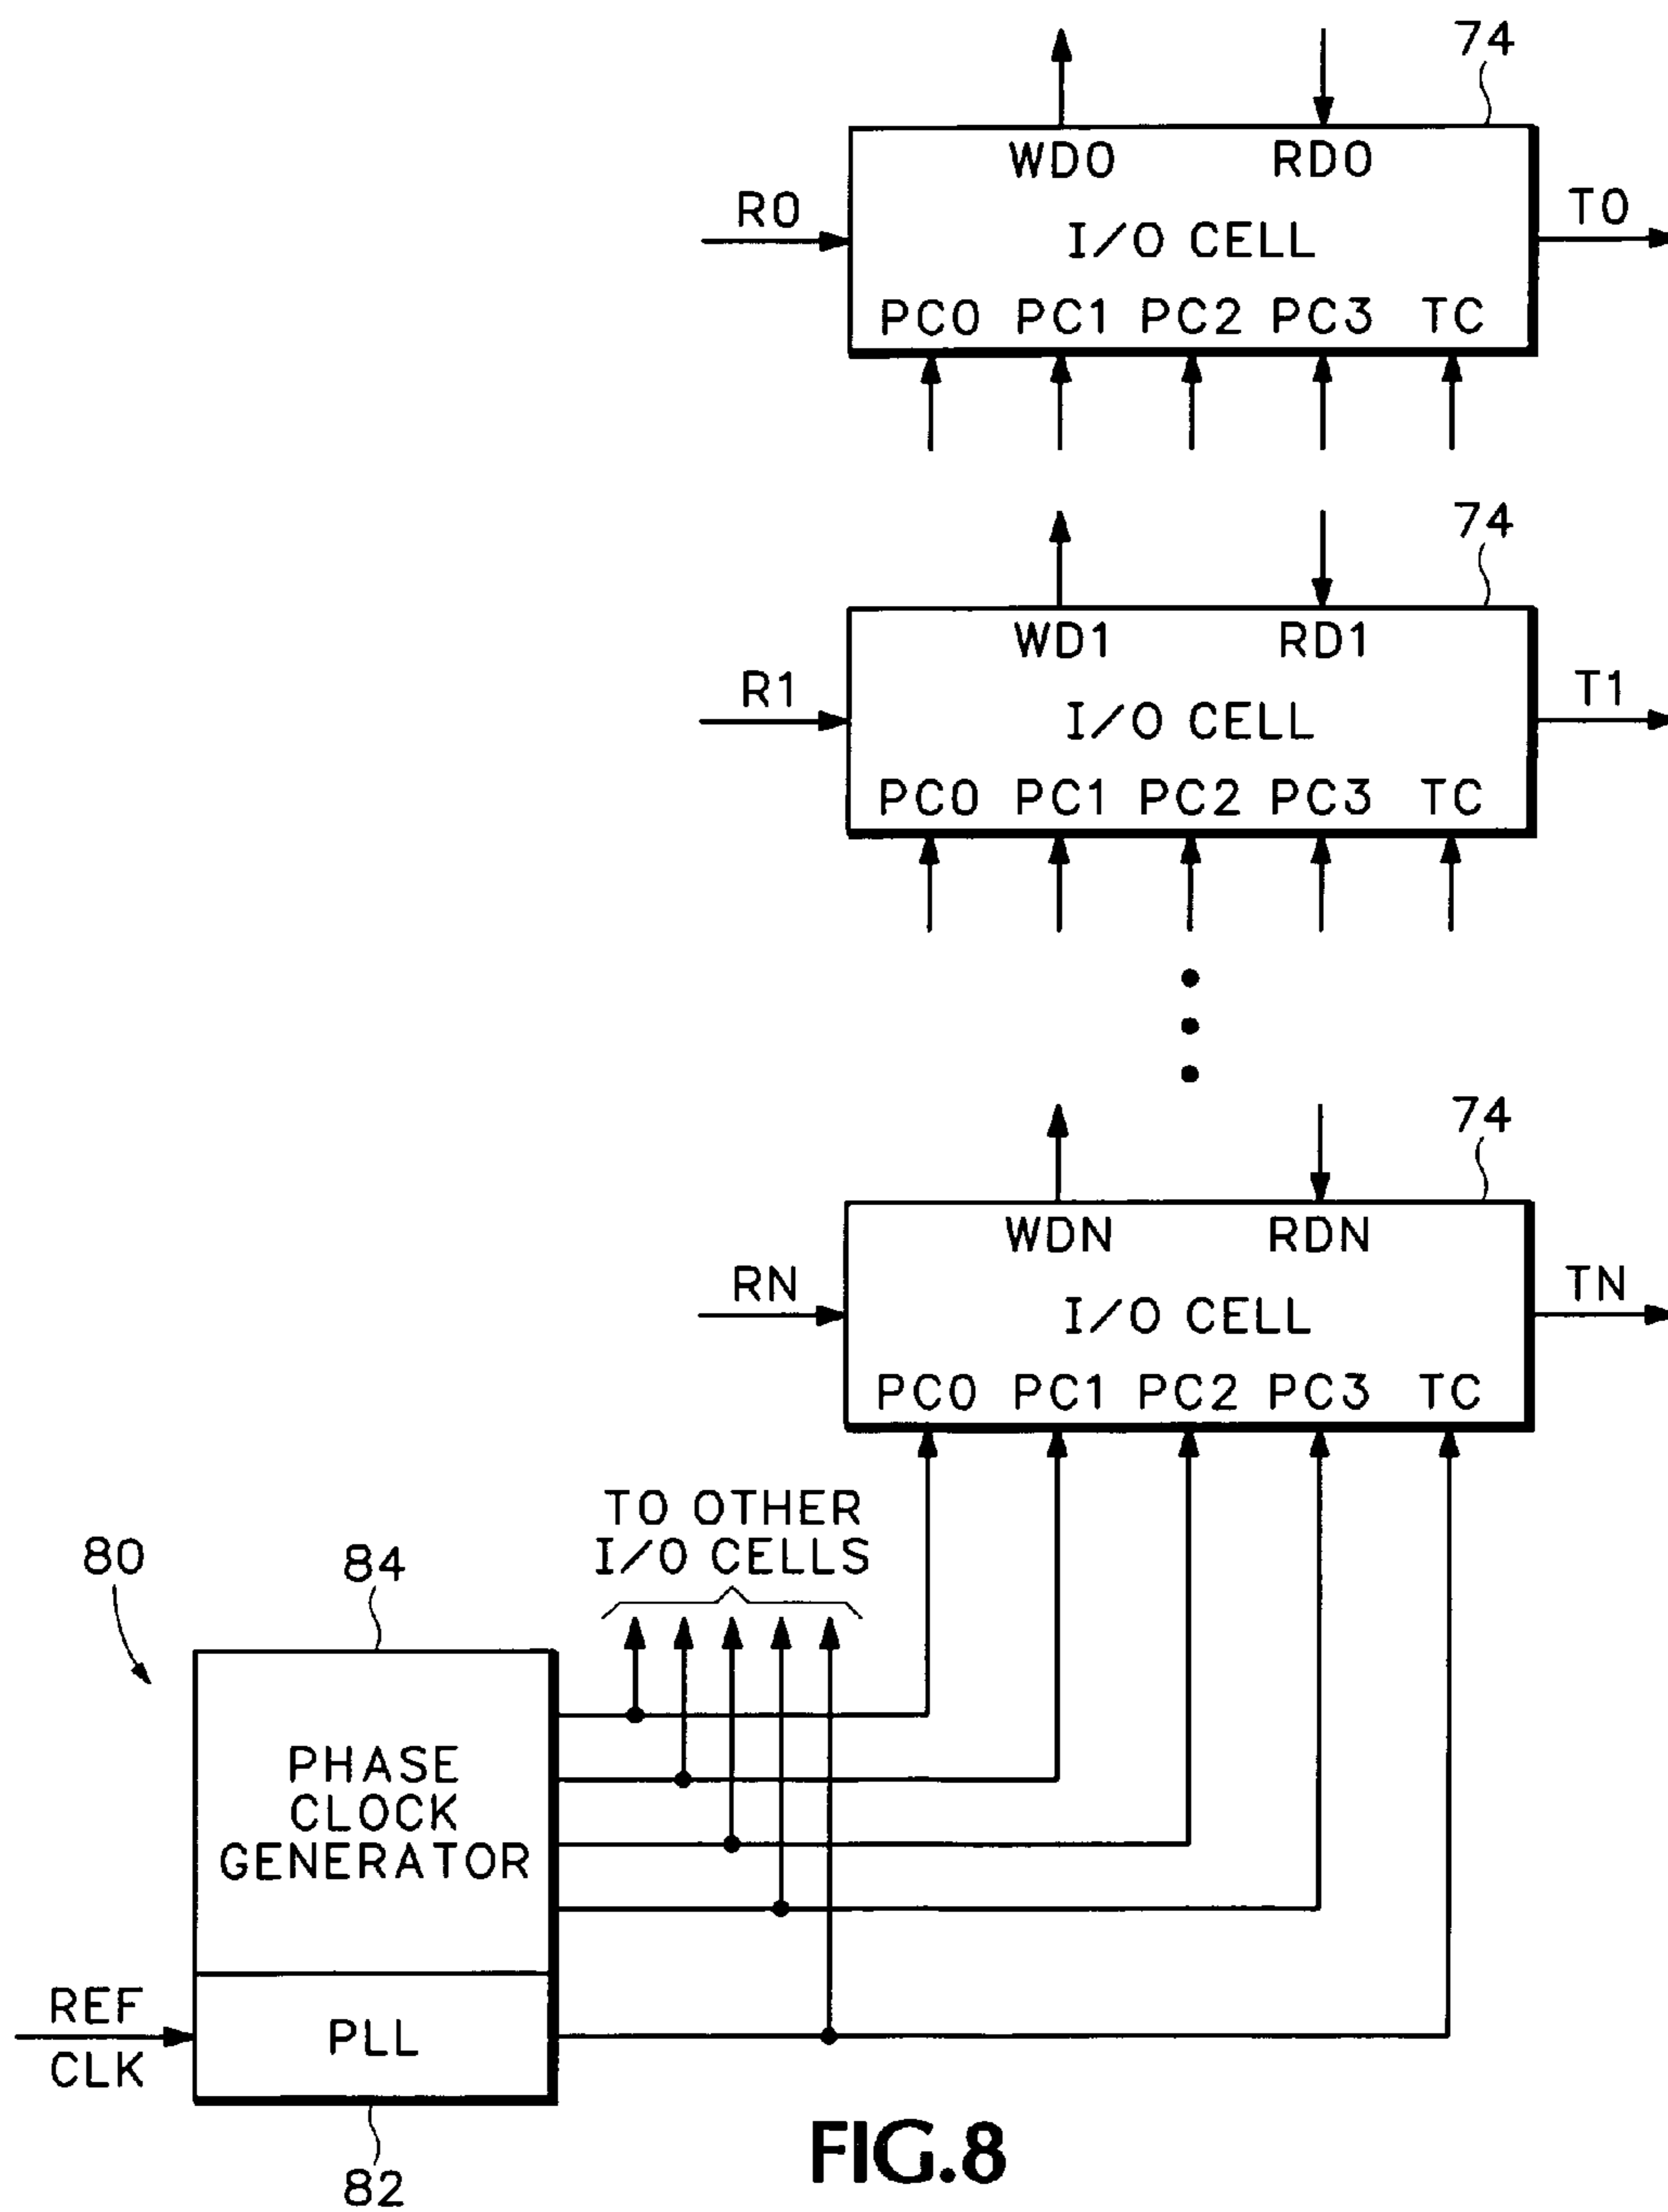 74
WD0 RD0
R0
T0
I/O CELL
PC0 PC1 PC2 PC3 TC
74
WD1 RD1
R1
T1
I/O CELL
PC0 PC1 PC2 PC3 TC
74
WDN RDN
RN
TN
I/O CELL
PC0 PC1 PC2 PC3 TC
TO OTHER
I/O CELLS
80
84
PHASE
CLOCK
GENERATOR
REF
CLK
PLL
82
FIG.8